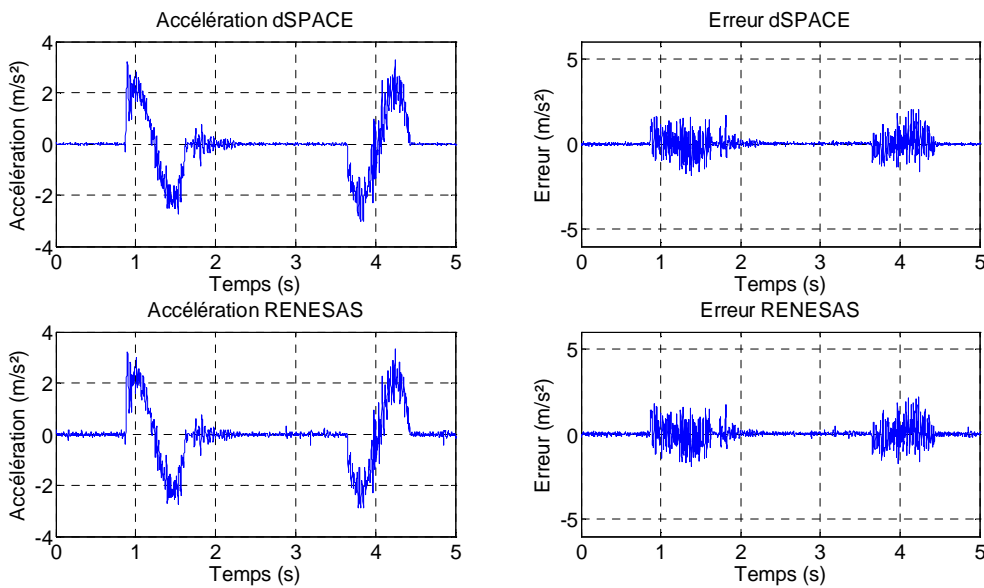 Accélération dSPACE
Accélération (m/s²)
4
2
0
-2
-4
0 1 2 3 4 5
Temps (s)
Erreur dSPACE
Erreur (m/s²)
5
0
-5
0 1 2 3 4 5
Temps (s)
Accélération RENESAS
Accélération (m/s²)
4
2
0
-2
-4
0 1 2 3 4 5
Temps (s)
Erreur RENESAS
Erreur (m/s²)
5
0
-5
0 1 2 3 4 5
Temps (s)